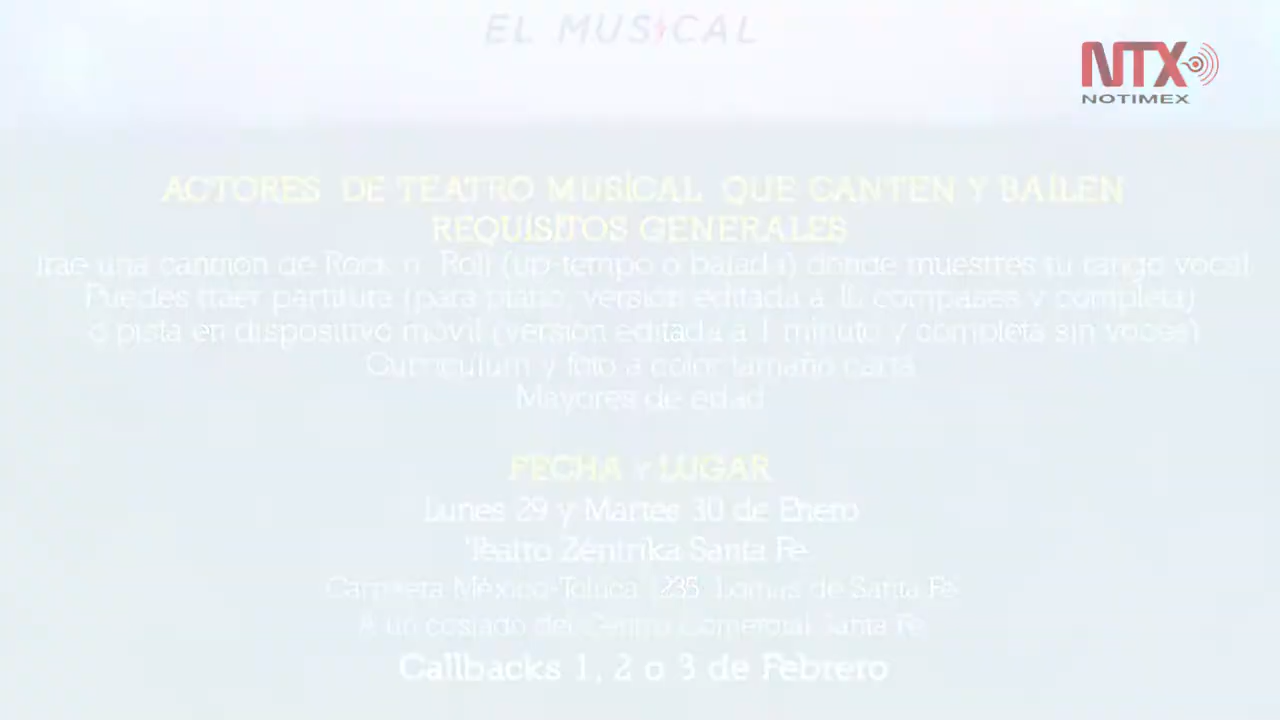 EL MUSICAL
NTX
NOTIMEX
ACTORES DE TEATRO MUSICAL QUE CANTEN Y BAILEN
REQUISITOS GENERALES
Trae una canción de Rock n' Roll (up-tempo o balada) donde muestres tu rango vocal
Puedes traer partitura (para piano, versión editada a 16 compases y completa)
o pista en dispositivo móvil (versión editada a 1 minuto y completa sin voces)
Curriculum y foto a color tamaño carta
Mayores de edad
FECHA Y LUGAR
Lunes 29 y Martes 30 de Enero
Teatro Zéntrika Santa Fe
Carretera México-Toluca 1235 Lomas de Santa Fe
A un costado del Centro Comercial Santa Fe
Callbacks 1, 2 o 3 de Febrero